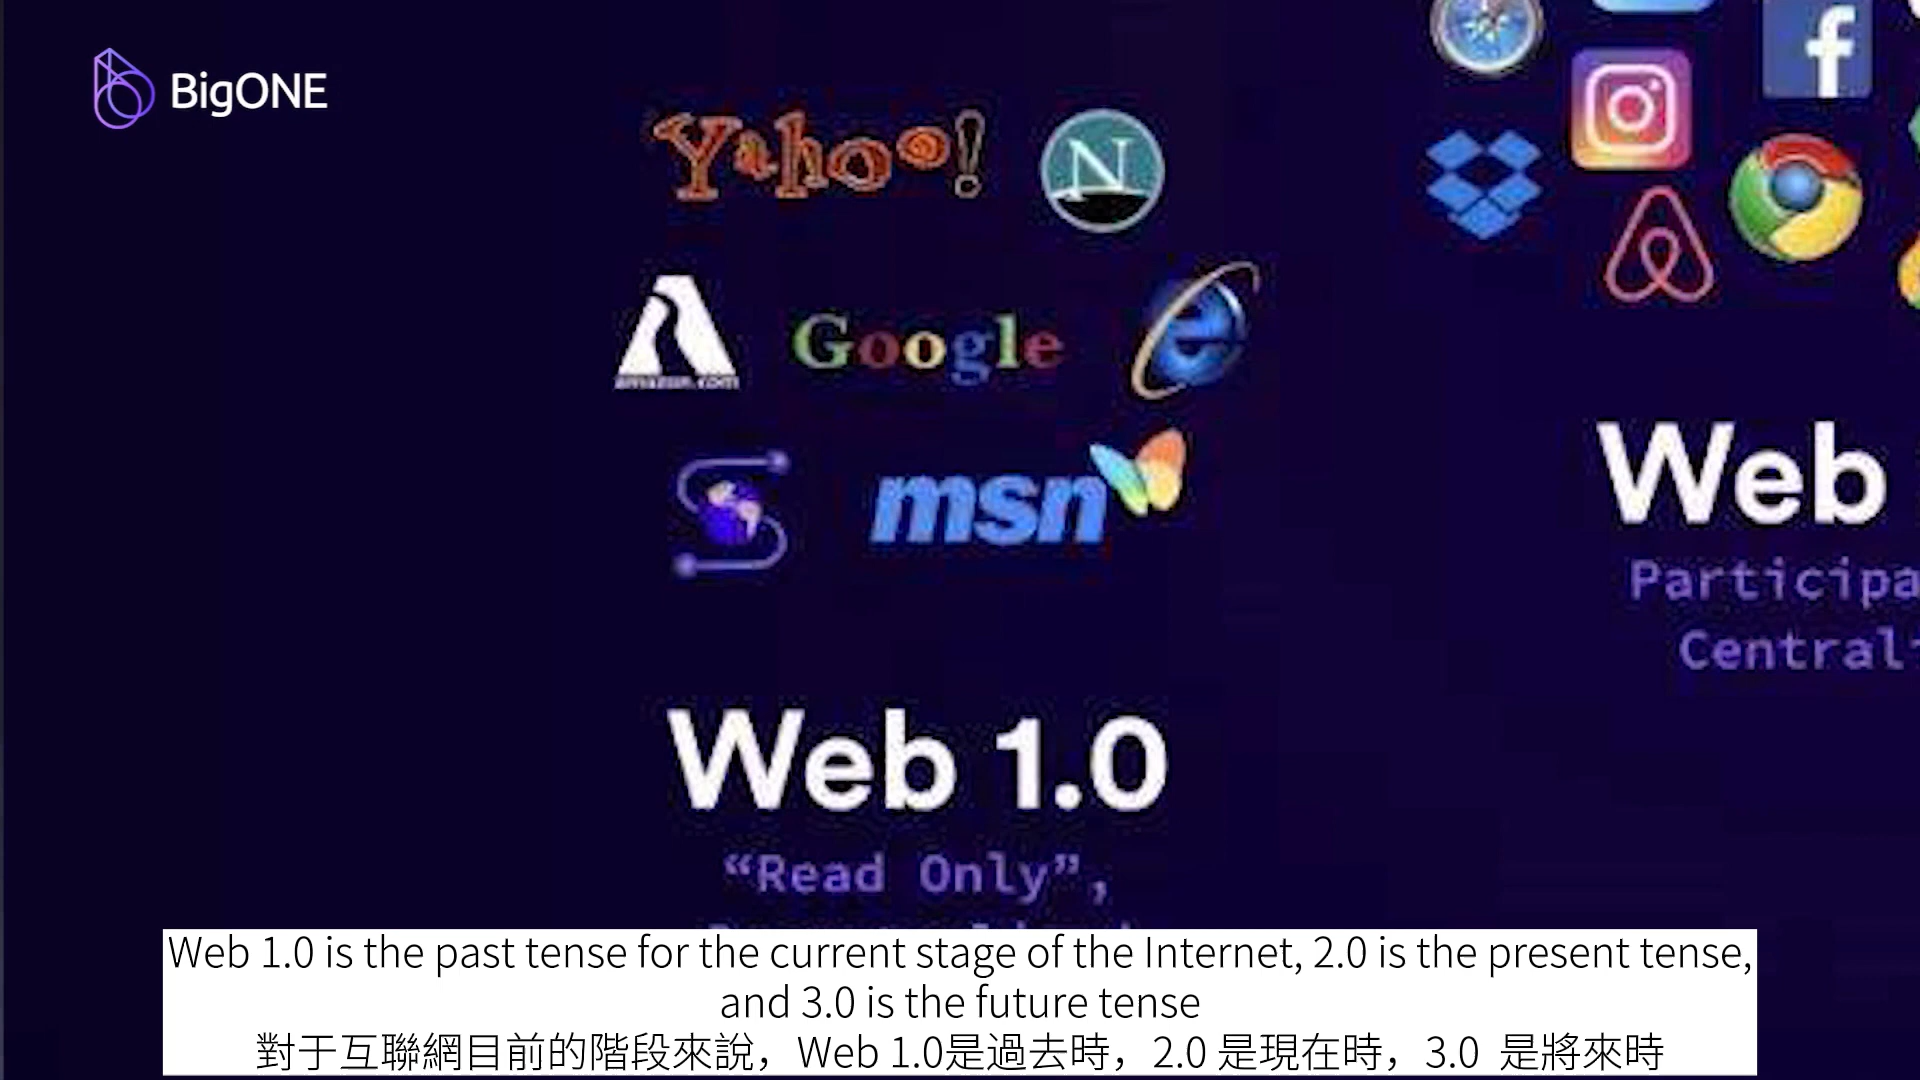 BigONE
Yahoo!
N
f
amazon.com
Google
e
msn
Web
Participa
Central
Web 1.0
“Read Only”,
Web 1.0 is the past tense for the current stage of the Internet, 2.0 is the present tense,
and 3.0 is the future tense
對于互聯網目前的階段來說，Web 1.0是過去時，2.0 是現在時，3.0 是將來時